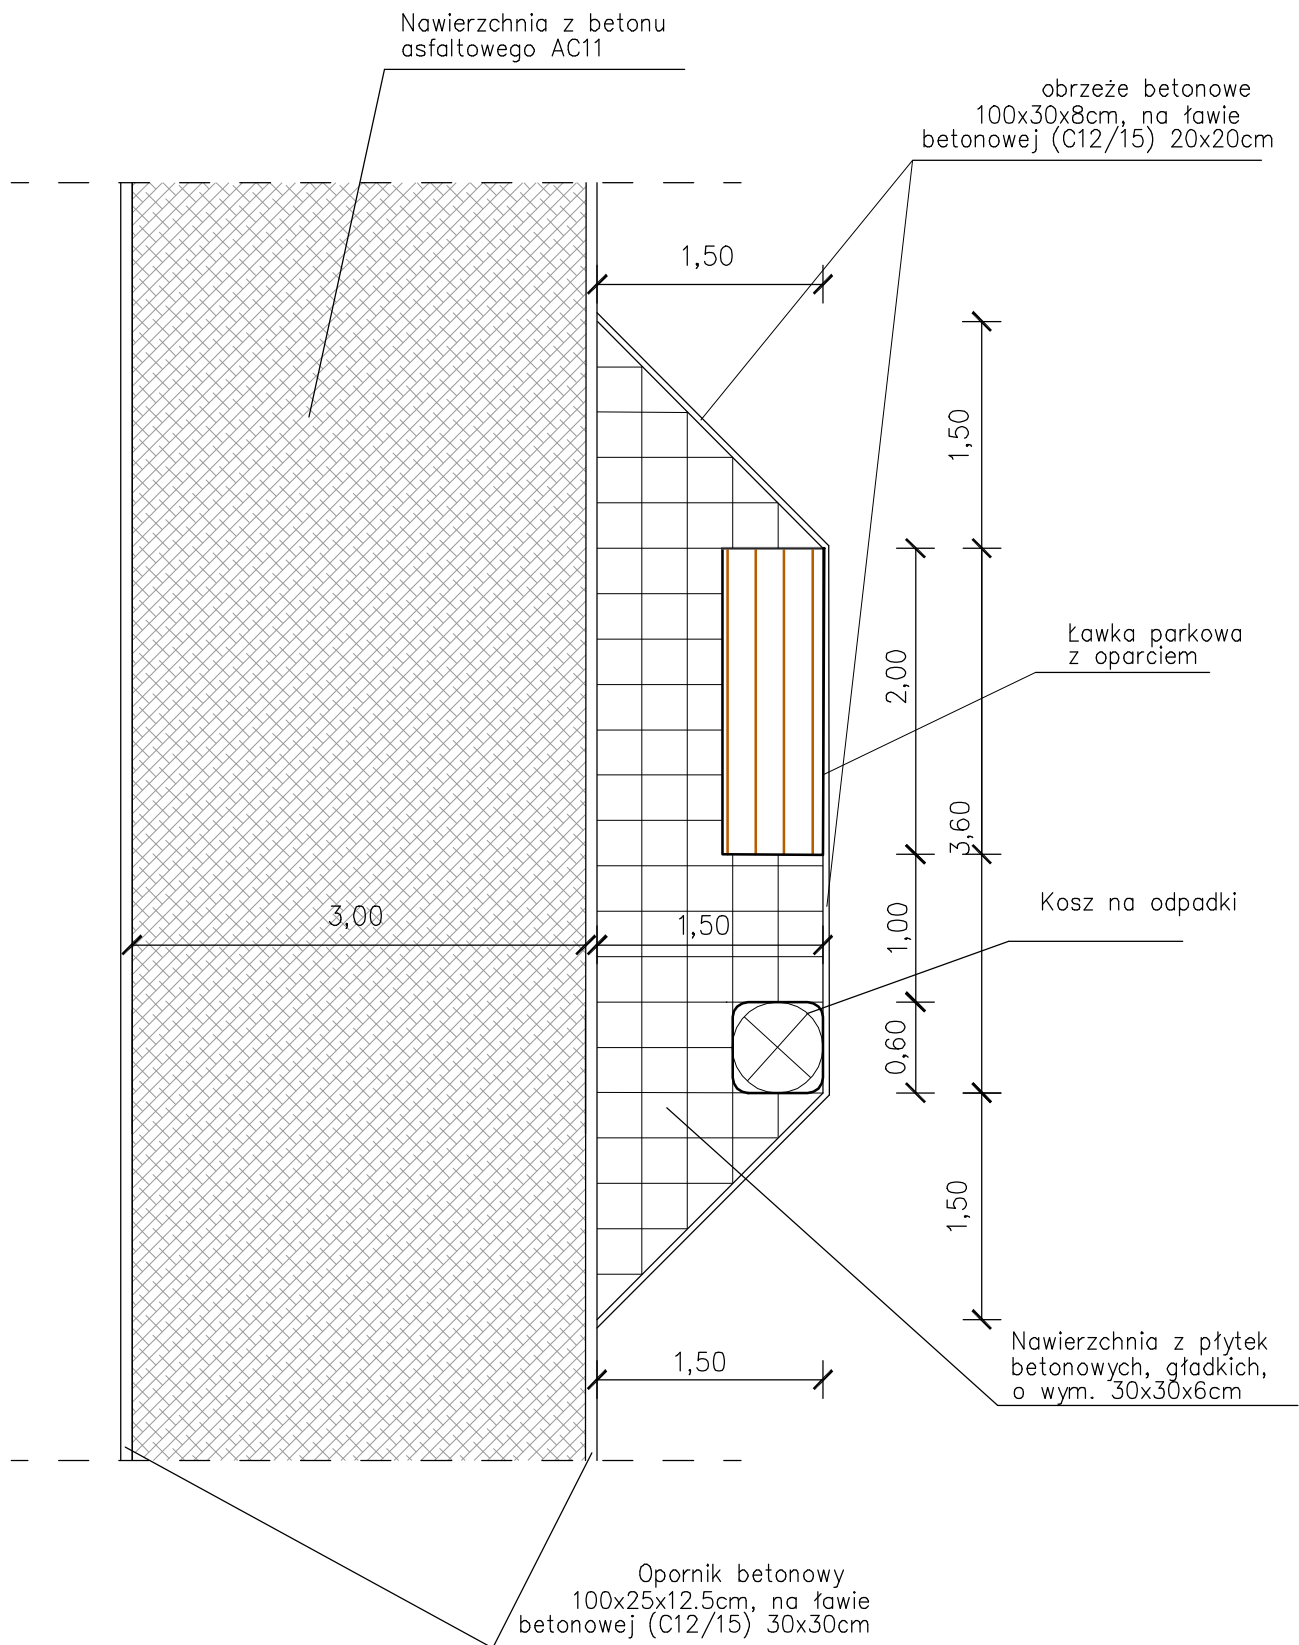 Nawierzchnia z betonu
asfaltowego AC11
obrzeże betonowe
100x30x8cm, na ławie
betonowej (C12/15) 20x20cm
1,50
1,50
Ławka parkowa
z oparciem
2,00
3,60
Kosz na odpadki
3,00
1,50
1,00
0,60
1,50
Nawierzchnia z płytek
betonowych, gładkich,
o wym. 30x30x6cm
1,50
Opornik betonowy
100x25x12.5cm, na ławie
betonowej (C12/15) 30x30cm